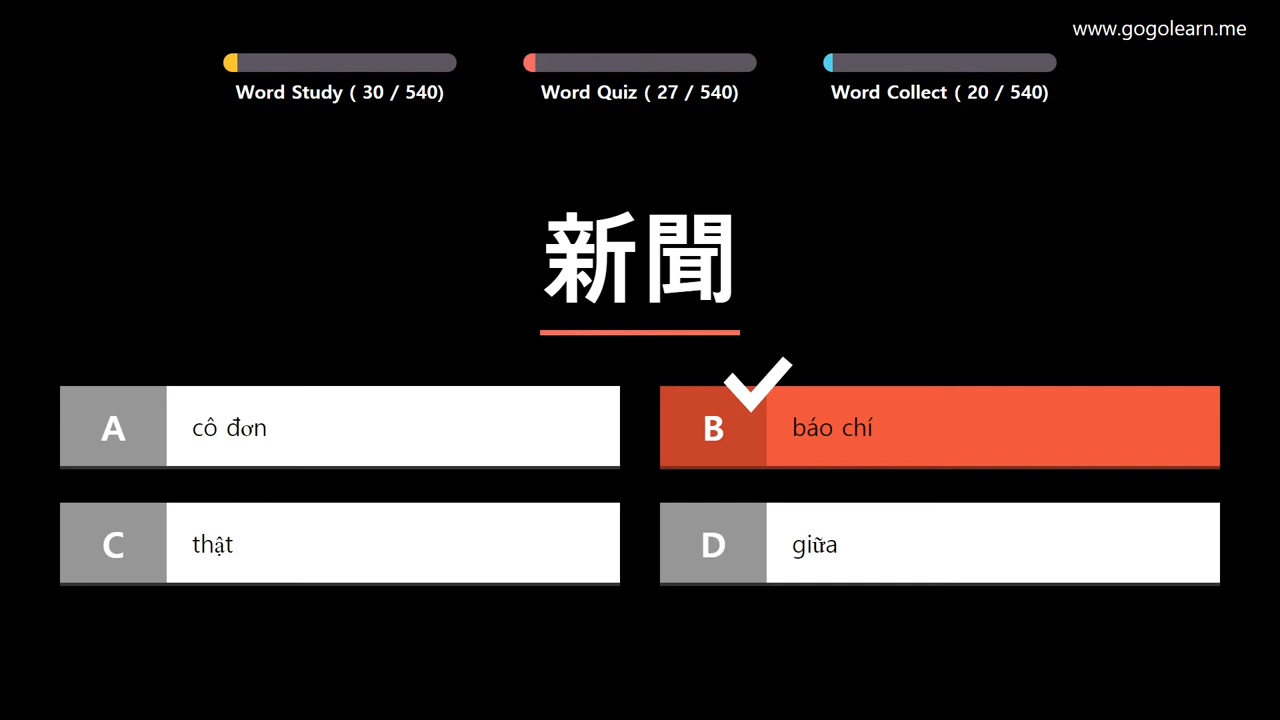 www.gogolearn.me
Word Study ( 30 / 540)
Word Quiz ( 27 / 540)
Word Collect ( 20 / 540)
新聞
A
cô đơn
B
báo chí
C
thật
D
giữa